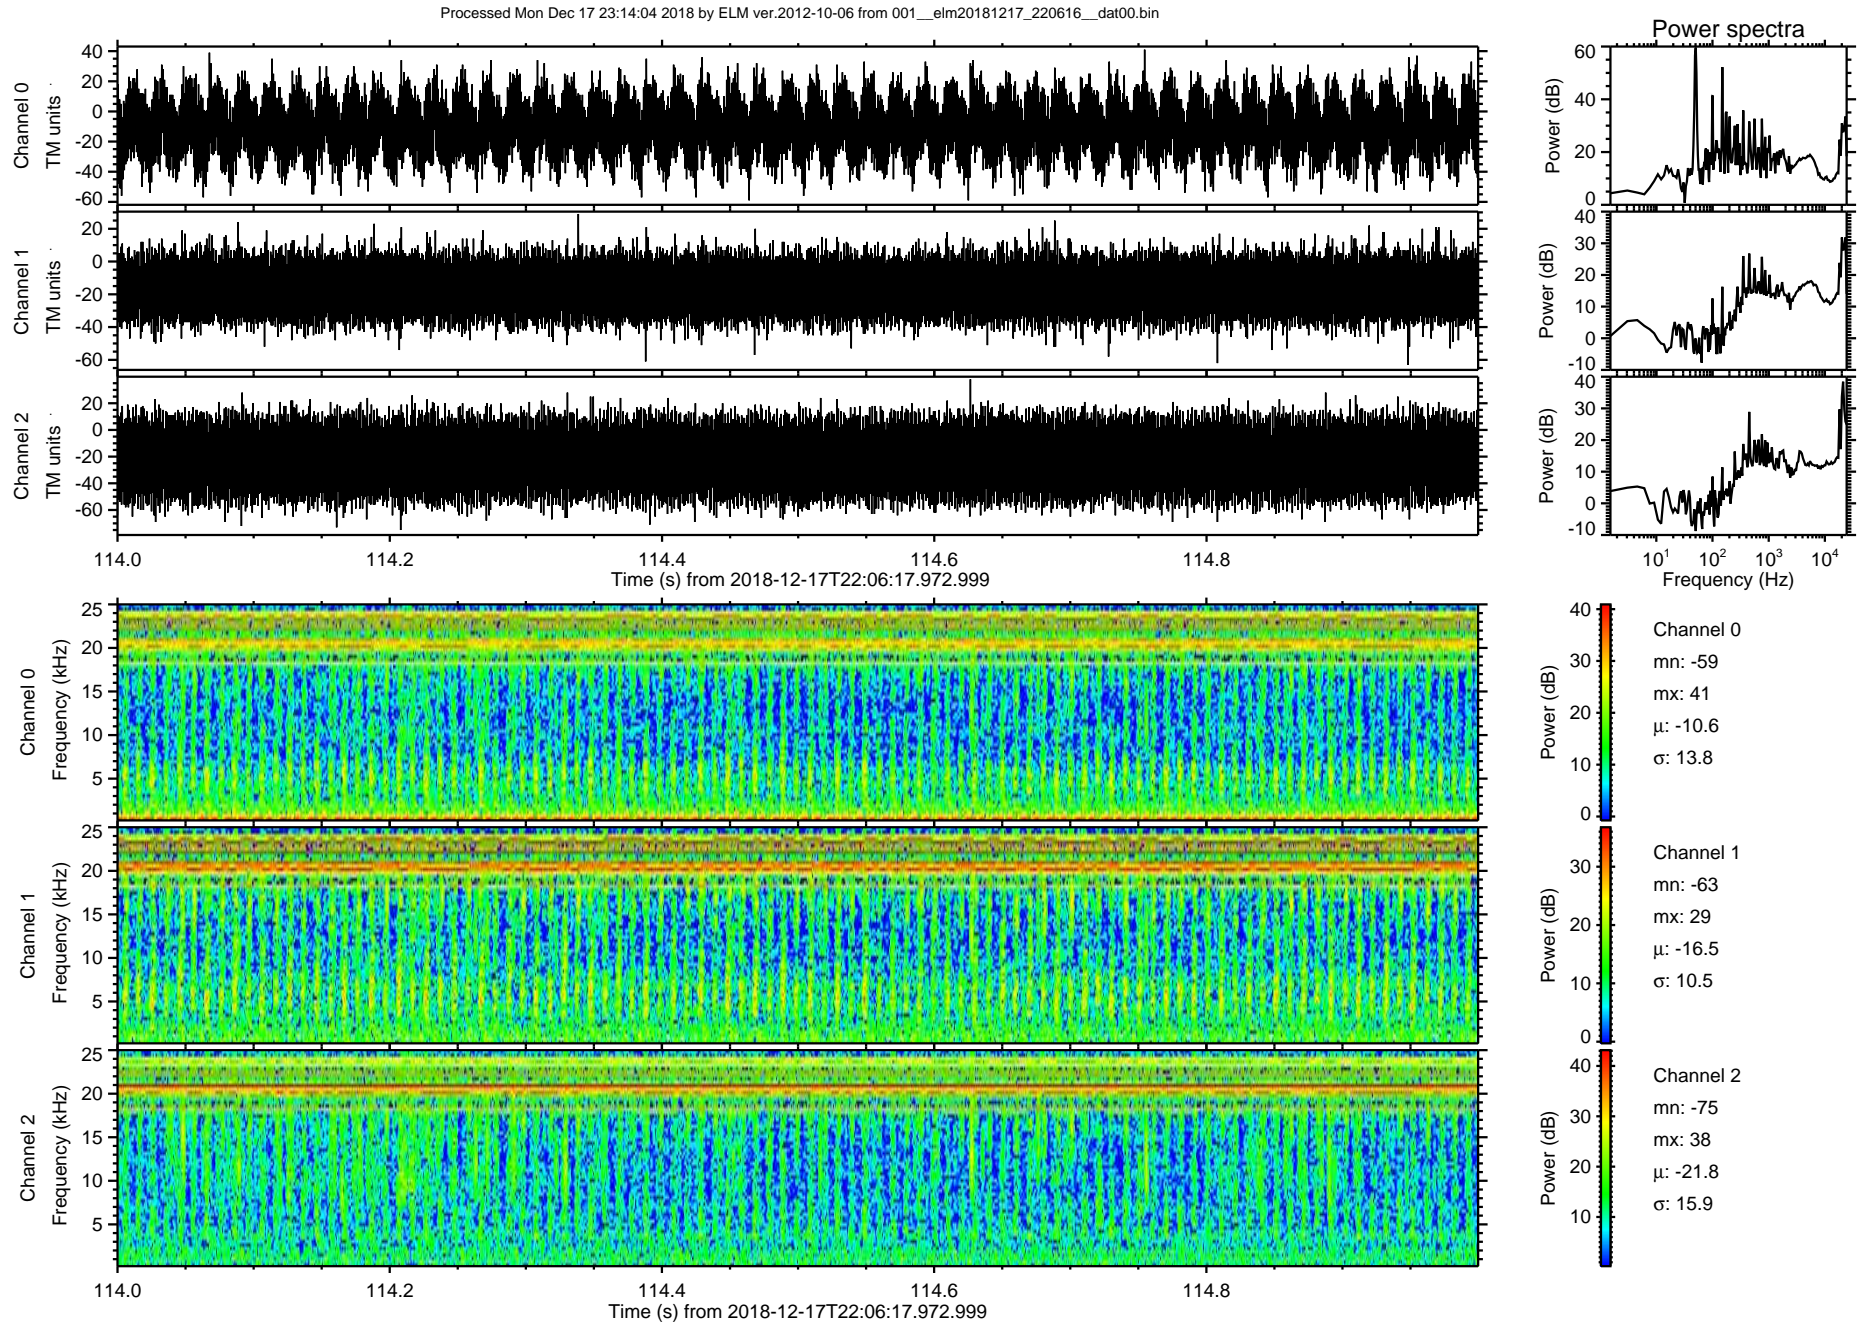 Processed Mon Dec 17 23:14:04 2018 by ELM ver.2012-10-06 from 001__elm20181217_220616__dat00.bin
Power spectra
Channel 0
TM units
40
20
0
-20
-40
-60
Power (dB)
60
40
20
0
Channel 1
TM units
20
0
-20
-40
-60
Power (dB)
40
30
20
10
0
-10
Channel 2
TM units
20
0
-20
-40
-60
Power (dB)
40
30
20
10
0
-10
114.0 114.2 114.4 114.6 114.8
Time (s) from 2018-12-17T22:06:17.972.999
10^1 10^2 10^3 10^4
Frequency (Hz)
Channel 0
Frequency (kHz)
25
20
15
10
5
Power (dB)
40
30
20
10
0
Channel 0
mn: -59
mx: 41
μ: -10.6
σ: 13.8
Channel 1
Frequency (kHz)
25
20
15
10
5
Power (dB)
30
20
10
0
Channel 1
mn: -63
mx: 29
μ: -16.5
σ: 10.5
Channel 2
Frequency (kHz)
25
20
15
10
5
Power (dB)
40
30
20
10
Channel 2
mn: -75
mx: 38
μ: -21.8
σ: 15.9
114.0 114.2 114.4 114.6 114.8
Time (s) from 2018-12-17T22:06:17.972.999